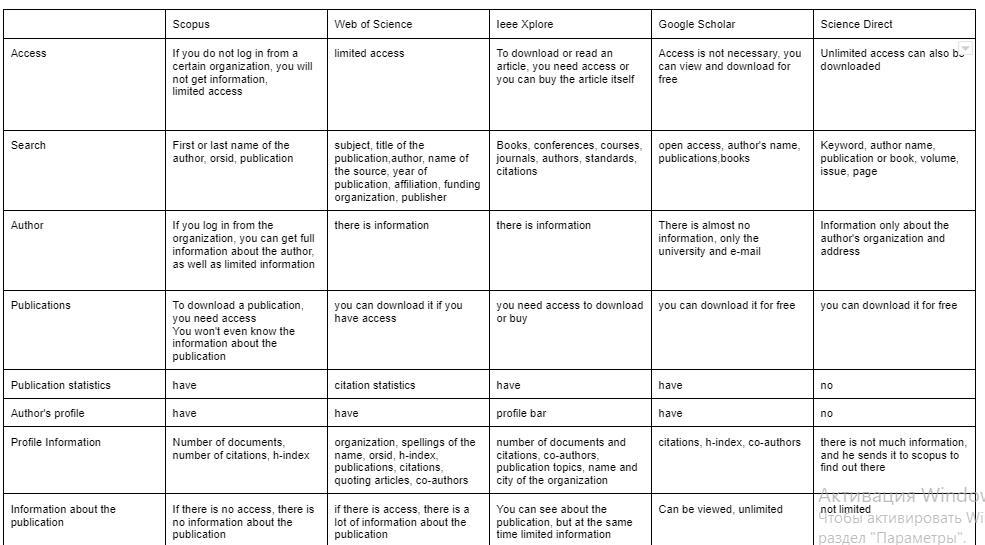 Scopus
Web of Science
Ieee Xplore
Google Scholar
Science Direct
Access
If you do not log in from a
certain organization, you will
not get information,
limited access
limited access
To download or read an
article, you need access or
you can buy the article itself
Access is not necessary, you
can view and download for
free
Unlimited access can also be
downloaded
Search
First or last name of the
author, orsid, publication
subject, title of the
publication,author, name of
the source, year of
publication, affiliation, funding
organization, publisher
Books, conferences, courses,
journals, authors, standards,
citations
open access, author's name,
publications,books
Keyword, author name,
publication or book, volume,
issue, page
Author
If you log in from the
organization, you can get full
information about the author,
as well as limited information
there is information
there is information
There is almost no
information, only the
university and e-mail
Information only about the
author's organization and
address
Publications
To download a publication,
you need access
You won't even know the
information about the
publication
you can download it if you
have access
you need access to download
or buy
you can download it for free
you can download it for free
Publication statistics
have
citation statistics
have
have
no
Author's profile
have
have
profile bar
have
no
Profile Information
Number of documents,
number of citations, h-index
organization, spellings of the
name, orsid, h-index,
publications, citations,
quoting articles, co-authors
number of documents and
citations, co-authors,
publication topics, name and
city of the organization
citations, h-index, co-authors
there is not much information,
and he sends it to scopus to
find out there
Information about the
publication
If there is no access, there is
no information about the
publication
if there is access, there is a
lot of information about the
publication
You can see about the
publication, but at the same
time limited information
Can be viewed, unlimited
not limited
Активация Window
Чтобы активировать Wi
раздел "Параметры".